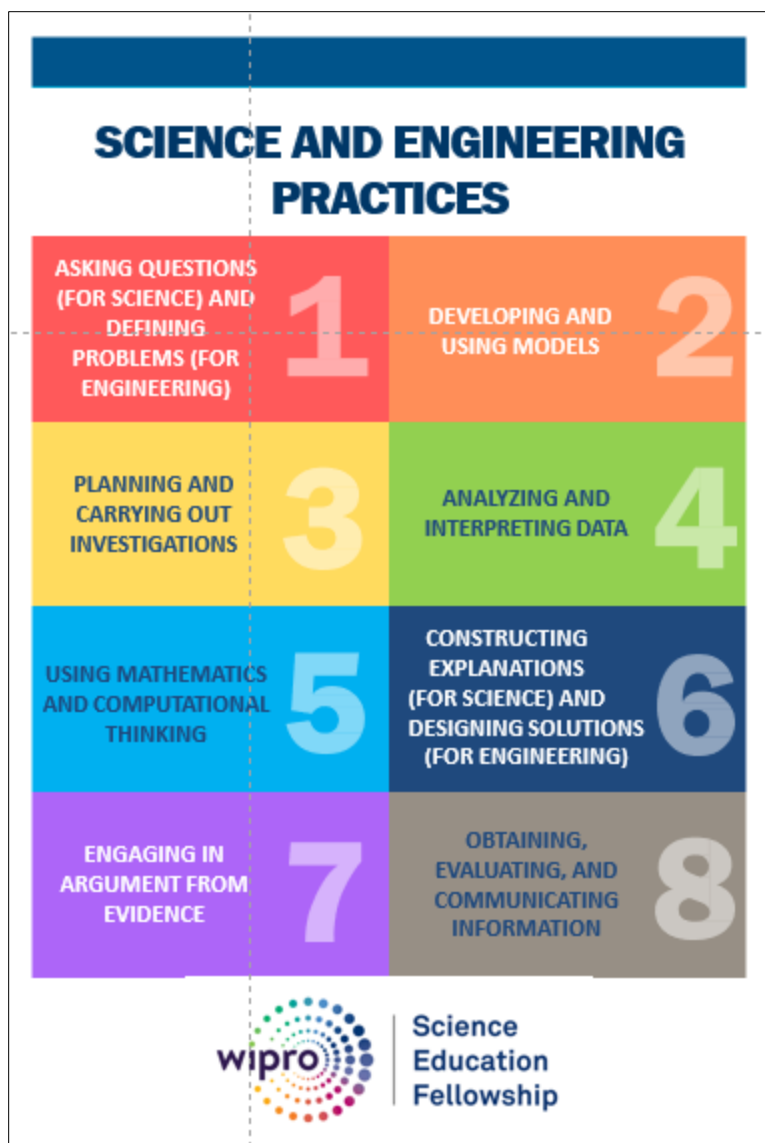 SCIENCE AND ENGINEERING
PRACTICES
ASKING QUESTIONS
(FOR SCIENCE) AND
DEFINING
PROBLEMS (FOR
ENGINEERING)
1
DEVELOPING AND
USING MODELS
2
PLANNING AND
CARRYING OUT
INVESTIGATIONS
3
ANALYZING AND
INTERPRETING DATA
4
USING MATHEMATICS
AND COMPUTATIONAL
THINKING
5
CONSTRUCTING
EXPLANATIONS
(FOR SCIENCE) AND
DESIGNING SOLUTIONS
(FOR ENGINEERING)
6
ENGAGING IN
ARGUMENT FROM
EVIDENCE
7
OBTAINING,
EVALUATING, AND
COMMUNICATING
INFORMATION
8
wipro
Science
Education
Fellowship